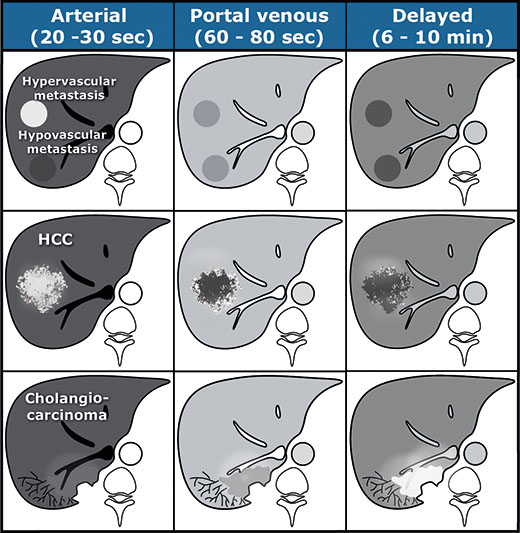 Arterial
(20 -30 sec)
Portal venous
(60 - 80 sec)
Delayed
(6 - 10 min)
Hypervascular
metastasis
Hypovascular
metastasis
HCC
Cholangio-
carcinoma